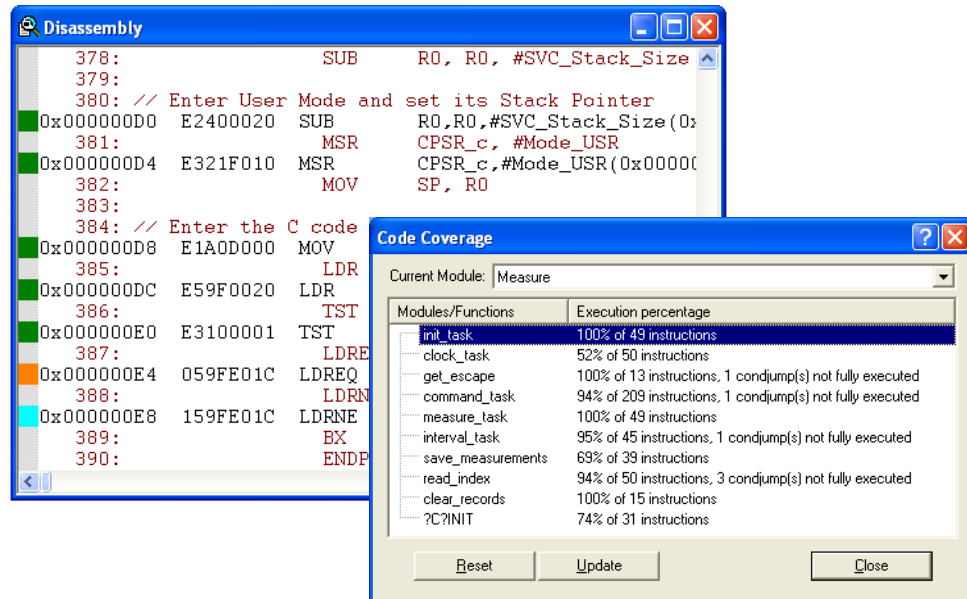 Disassembly
378: SUB R0, R0, #SVC_Stack_Size
379:
380: // Enter User Mode and set its Stack Pointer
0x000000D0 E2400020 SUB R0,R0,#SVC_Stack_Size(0x
381: MSR CPSR_c, #Mode_USR
0x000000D4 E321F010 MSR CPSR_c,#Mode_USR(0x00000
382: MOV SP, R0
383:
384: // Enter the C code
0x000000D8 E1A0D000 MOV
385: LDR
0x000000DC E59F0020 LDR
386: TST
0x000000E0 E3100001 TST
387: LDRE
0x000000E4 059FE01C LDREQ
388: LDRN
0x000000E8 159FE01C LDRNE
389: BX
390: ENDP
Code Coverage
Current Module: Measure
Modules/Functions Execution percentage
init_task 100% of 49 instructions
clock_task 52% of 50 instructions
get_escape 100% of 13 instructions, 1 condjump(s) not fully executed
command_task 94% of 209 instructions, 1 condjump(s) not fully executed
measure_task 100% of 49 instructions
interval_task 95% of 45 instructions, 1 condjump(s) not fully executed
save_measurements 69% of 39 instructions
read_index 94% of 50 instructions, 3 condjump(s) not fully executed
clear_records 100% of 15 instructions
?C?INIT 74% of 31 instructions
Reset Update Close